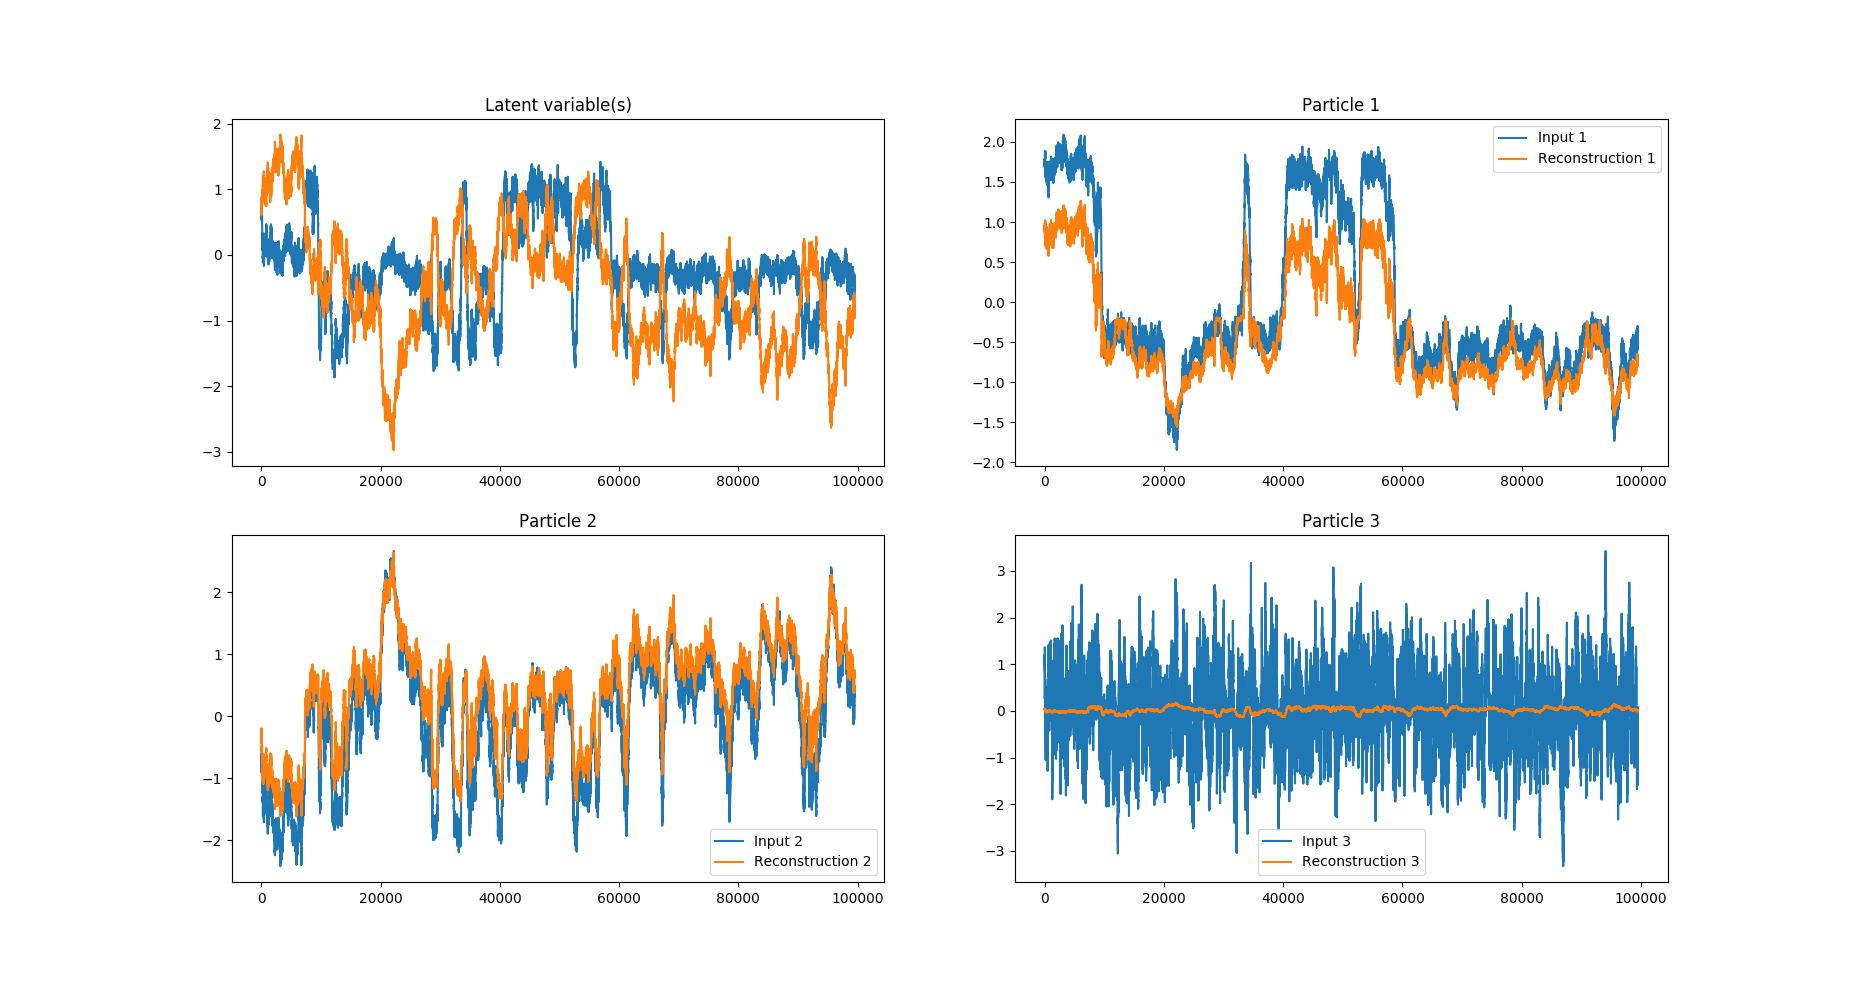 Latent variable(s)
2
1
0
−1
−2
−3
0 20000 40000 60000 80000 100000
Particle 1
2.0
1.5
1.0
0.5
0.0
−0.5
−1.0
−1.5
−2.0
0 20000 40000 60000 80000 100000
Input 1
Reconstruction 1
Particle 2
2
1
0
−1
−2
0 20000 40000 60000 80000 100000
Input 2
Reconstruction 2
Particle 3
3
2
1
0
−1
−2
−3
0 20000 40000 60000 80000 100000
Input 3
Reconstruction 3